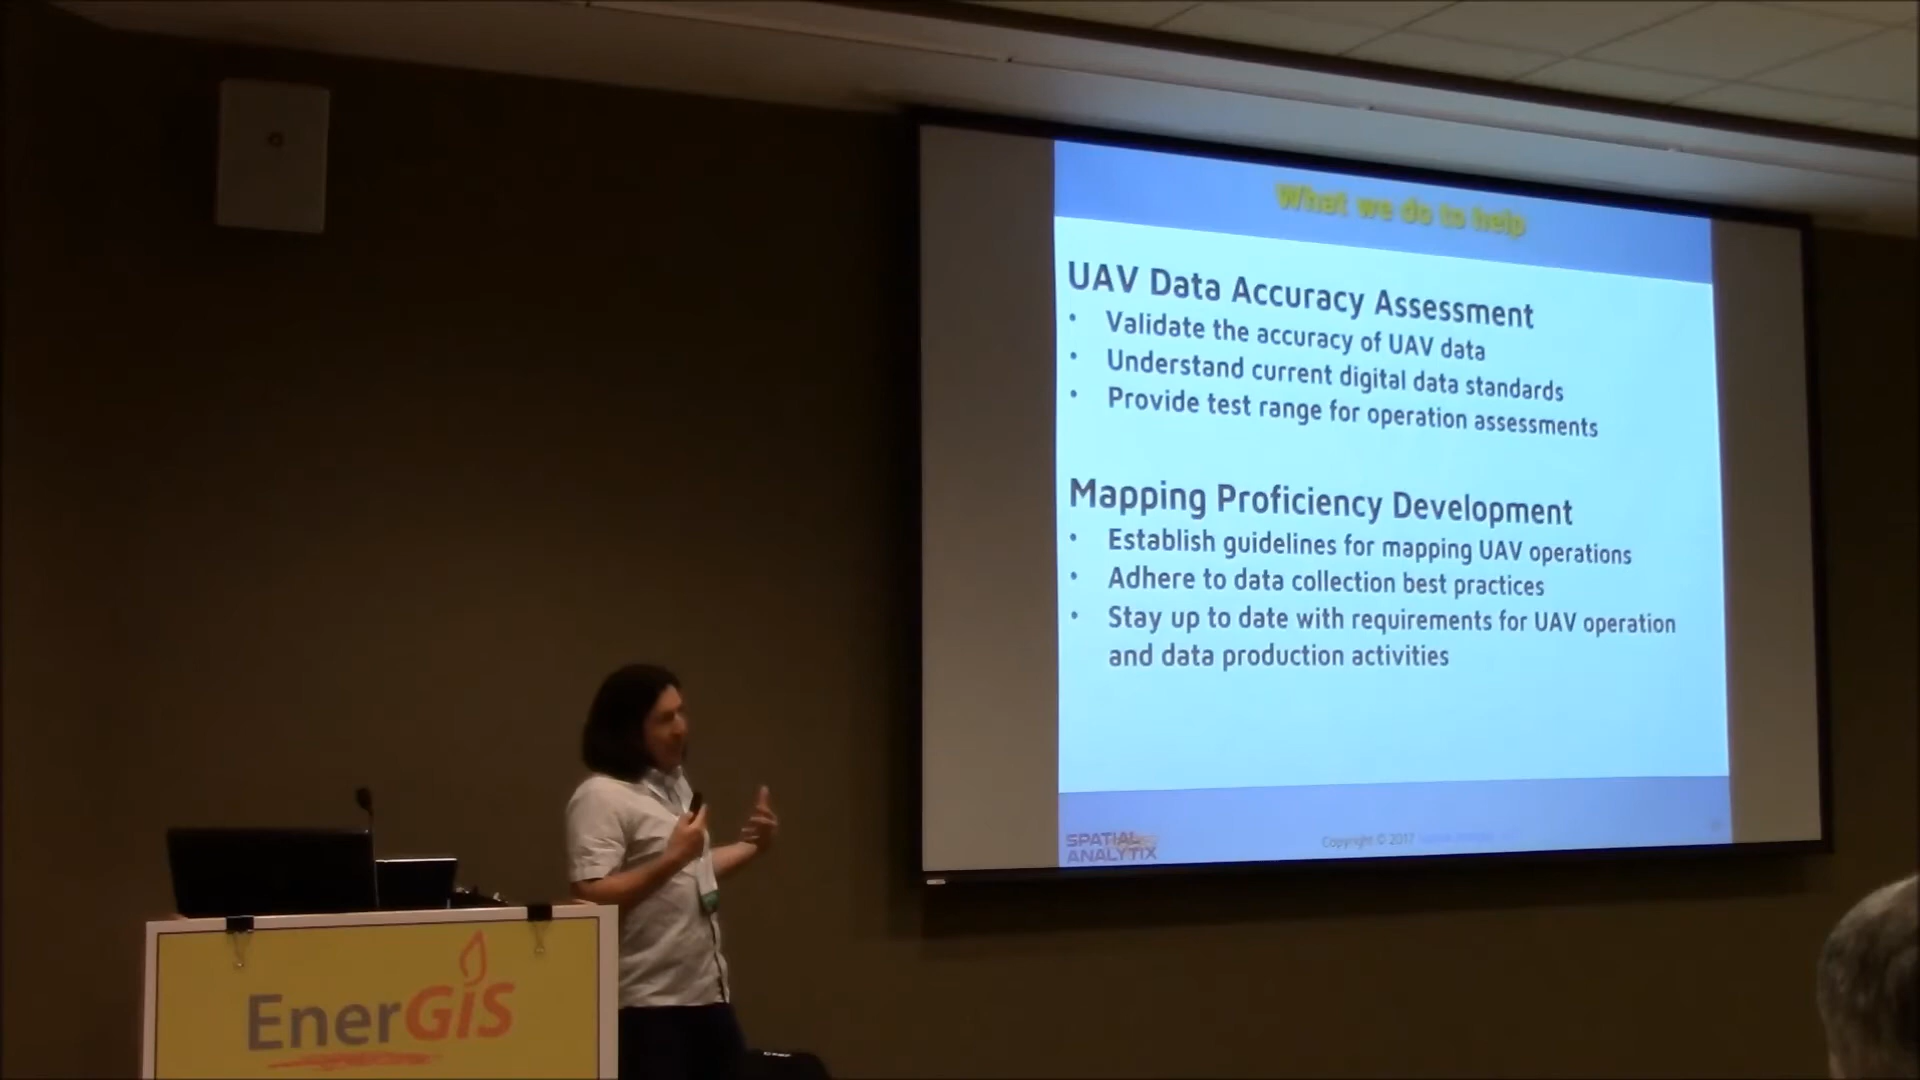 What we do to help
UAV Data Accuracy Assessment
• Validate the accuracy of UAV data
• Understand current digital data standards
• Provide test range for operation assessments
Mapping Proficiency Development
• Establish guidelines for mapping UAV operations
• Adhere to data collection best practices
• Stay up to date with requirements for UAV operation
and data production activities
SPATIAL
ANALYTIX
Copyright © 2017
EnerGiS